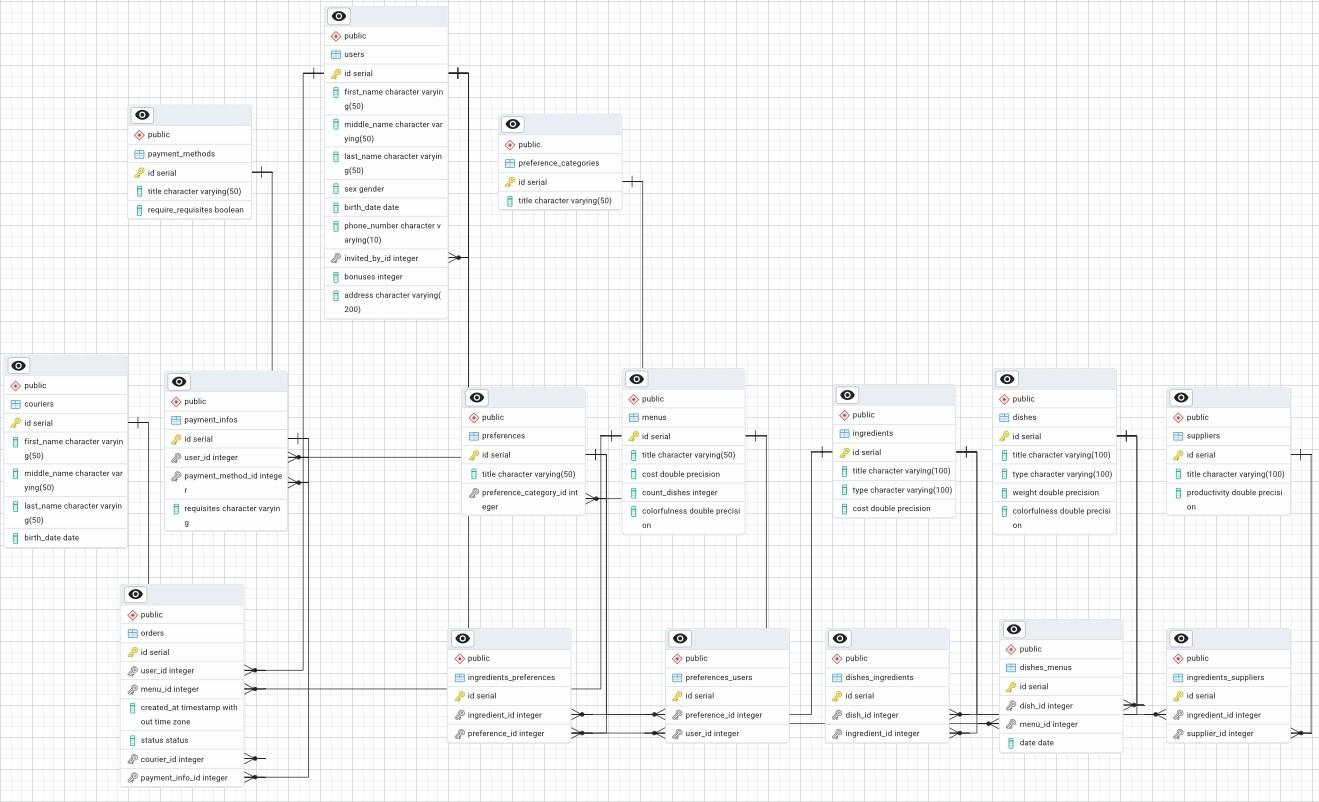 public
users
id serial
first_name character varyin
g(50)
middle_name character var
ying(50)
last_name character varyin
g(50)
sex gender
birth_date date
phone_number character v
arying(10)
invited_by_id integer
bonuses integer
address character varying(
200)
public
payment_methods
id serial
title character varying(50)
require_requisites boolean
public
preference_categories
id serial
title character varying(50)
public
couriers
id serial
first_name character varyin
g(50)
middle_name character var
ying(50)
last_name character varyin
g(50)
birth_date date
public
payment_infos
id serial
user_id integer
payment_method_id intege
r
requisites character varyin
g
public
preferences
id serial
title character varying(50)
preference_category_id int
eger
public
menus
id serial
title character varying(50)
cost double precision
count_dishes integer
colorfulness double precisi
on
public
ingredients
id serial
title character varying(100)
type character varying(100)
cost double precision
public
dishes
id serial
title character varying(100)
type character varying(100)
weight double precision
colorfulness double precisi
on
public
suppliers
id serial
title character varying(100)
productivity double precisi
on
public
orders
id serial
user_id integer
menu_id integer
created_at timestamp with
out time zone
status status
courier_id integer
payment_info_id integer
public
ingredients_preferences
id serial
ingredient_id integer
preference_id integer
public
preferences_users
id serial
preference_id integer
user_id integer
public
dishes_ingredients
id serial
dish_id integer
ingredient_id integer
public
dishes_menus
id serial
dish_id integer
menu_id integer
date date
public
ingredients_suppliers
id serial
ingredient_id integer
supplier_id integer